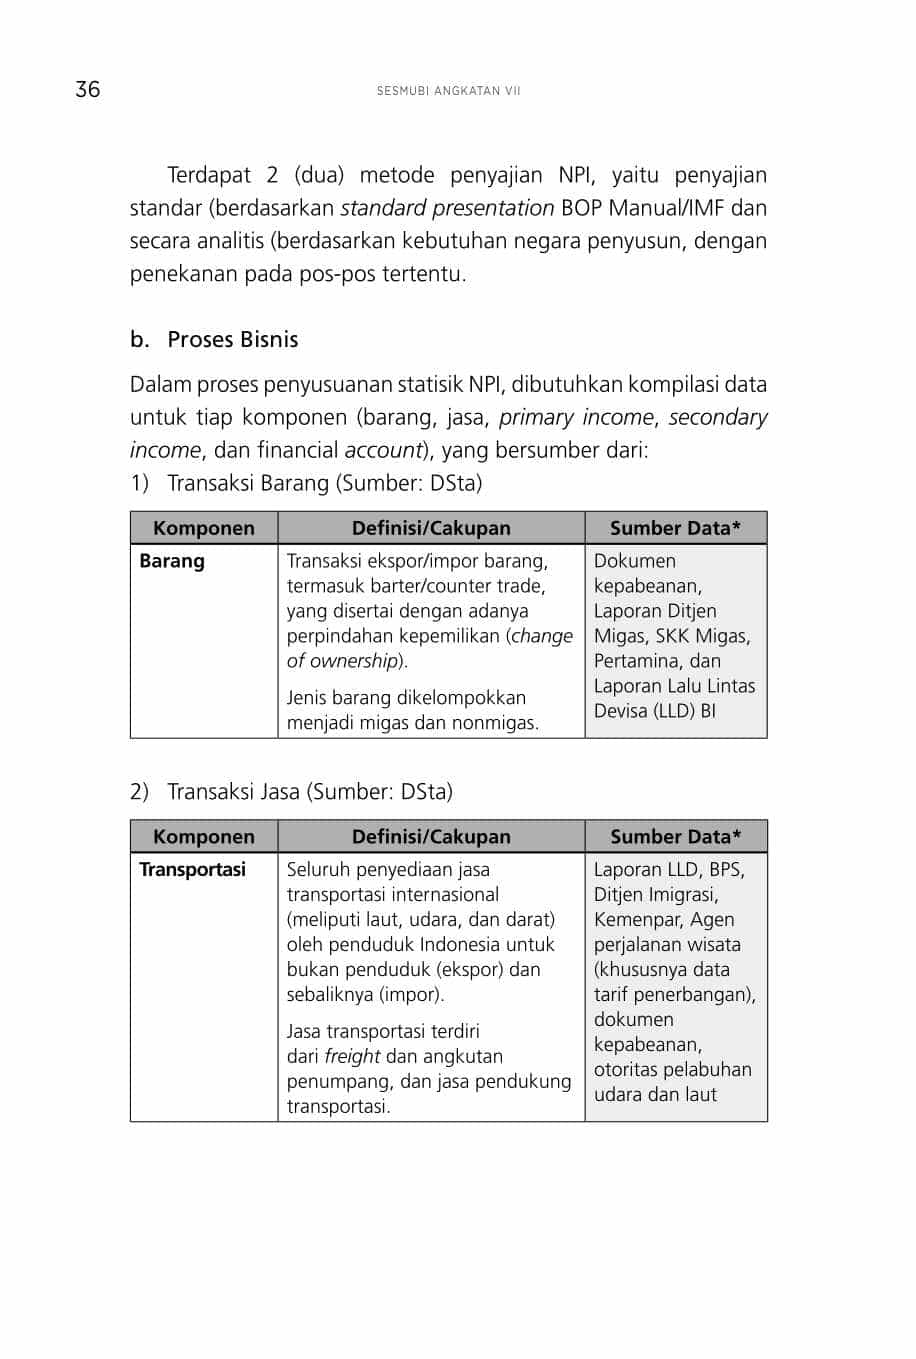 36
SESMUBI ANGKATAN VII
Terdapat 2 (dua) metode penyajian NPI, yaitu penyajian
standar (berdasarkan standard presentation BOP Manual/IMF dan
secara analitis (berdasarkan kebutuhan negara penyusun, dengan
penekanan pada pos-pos tertentu.
b. Proses Bisnis
Dalam proses penyusuanan statisik NPI, dibutuhkan kompilasi data
untuk tiap komponen (barang, jasa, primary income, secondary
income, dan financial account), yang bersumber dari:
1) Transaksi Barang (Sumber: DSta)
Komponen Definisi/Cakupan Sumber Data*
Barang
Transaksi ekspor/impor barang,
termasuk barter/counter trade,
yang disertai dengan adanya
perpindahan kepemilikan (change
of ownership).
Jenis barang dikelompokkan
menjadi migas dan nonmigas.
Dokumen
kepabeanan,
Laporan Ditjen
Migas, SKK Migas,
Pertamina, dan
Laporan Lalu Lintas
Devisa (LLD) BI
2) Transaksi Jasa (Sumber: DSta)
Komponen Definisi/Cakupan Sumber Data*
Transportasi
Seluruh penyediaan jasa
transportasi internasional
(meliputi laut, udara, dan darat)
oleh penduduk Indonesia untuk
bukan penduduk (ekspor) dan
sebaliknya (impor).
Jasa transportasi terdiri
dari freight dan angkutan
penumpang, dan jasa pendukung
transportasi.
Laporan LLD, BPS,
Ditjen Imigrasi,
Kemenpar, Agen
perjalanan wisata
(khususnya data
tarif penerbangan),
dokumen
kepabeanan,
otoritas pelabuhan
udara dan laut